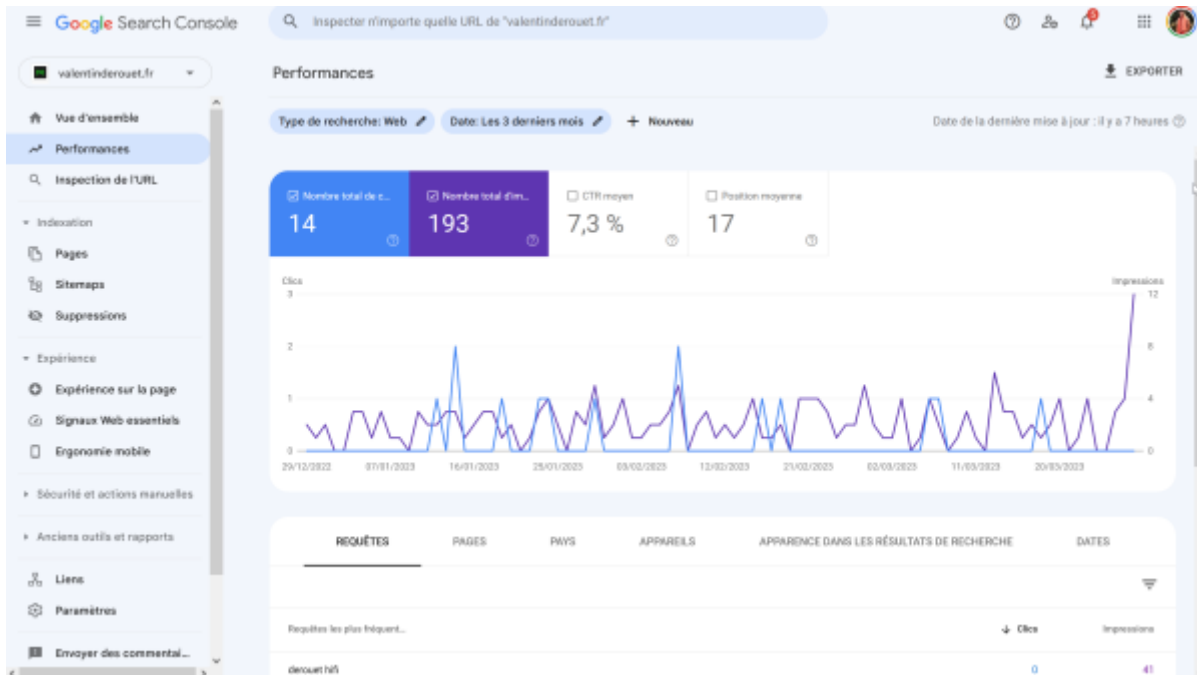 Google Search Console
Inspecter n'importe quelle URL de "valentinderouet.fr"
valentinderouet.fr
Performances
EXPORTER
Vue d'ensemble
Performances
Inspection de l'URL
Indexation
Pages
Sitemaps
Suppressions
Expérience
Expérience sur la page
Signaux Web essentiels
Ergonomie mobile
Sécurité et actions manuelles
Anciens outils et rapports
Liens
Paramètres
Envoyer des commentai...
Type de recherche: Web
Date: Les 3 derniers mois
+ Nouveau
Date de la dernière mise à jour : il y a 7 heures
Nombre total de c...
14
Nombre total d'im...
193
CTR moyen
7,3 %
Position moyenne
17
Clics
Impressions
3
12
2
8
1
4
0
0
29/12/2022 07/01/2023 16/01/2023 25/01/2023 03/02/2023 12/02/2023 21/02/2023 02/03/2023 11/03/2023 20/03/2023
REQUÊTES PAGES PAYS APPAREILS APPARENCE DANS LES RÉSULTATS DE RECHERCHE DATES
Requêtes les plus fréquent... Clics Impressions
derouet hifi 0 41